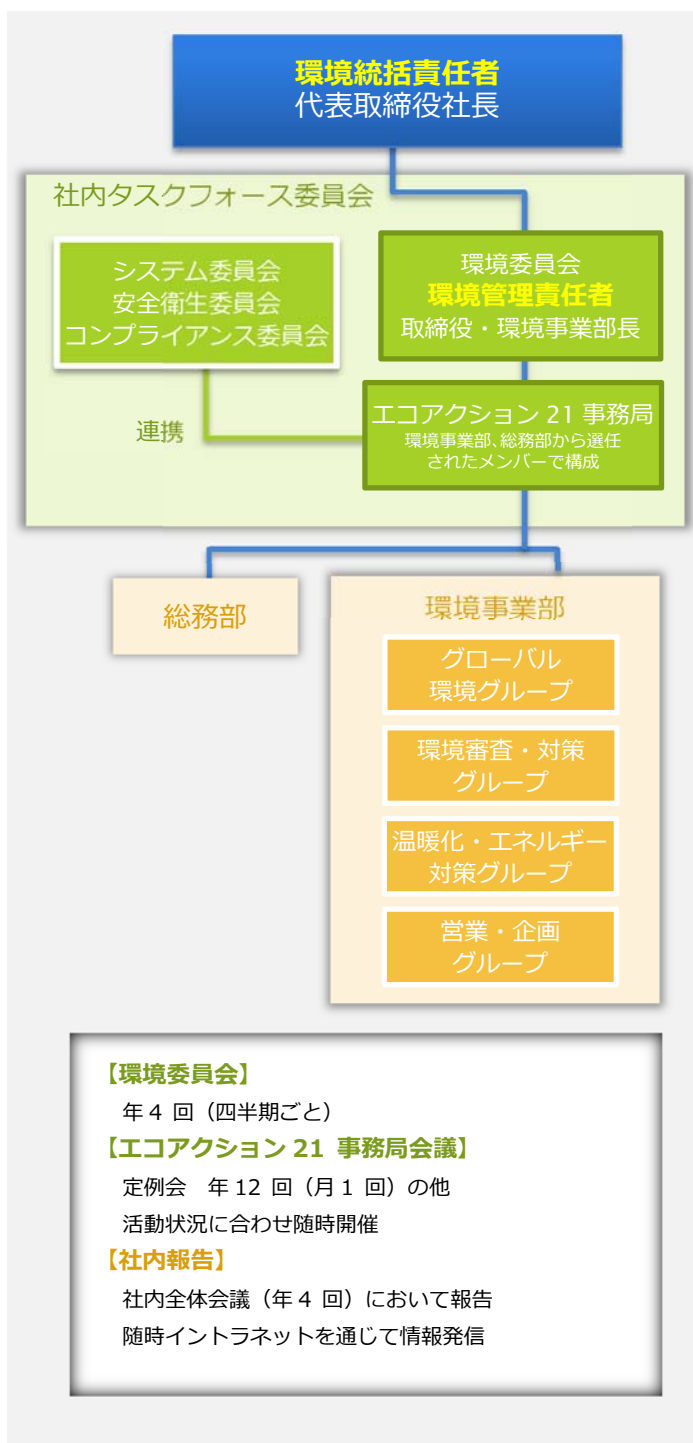 環境統括責任者
代表取締役社長
社内タスクフォース委員会
システム委員会
安全衛生委員会
コンプライアンス委員会
環境委員会
環境管理責任者
取締役・環境事業部長
連携
エコアクション 21 事務局
環境事業部、総務部から選任
されたメンバーで構成
総務部
環境事業部
グローバル
環境グループ
環境審査・対策
グループ
温暖化・エネルギー
対策グループ
営業・企画
グループ
【環境委員会】
年 4 回（四半期ごと）
【エコアクション 21 事務局会議】
定例会　年 12 回（月 1 回）の他
活動状況に合わせ随時開催
【社内報告】
社内全体会議（年 4 回）において報告
随時イントラネットを通じて情報発信